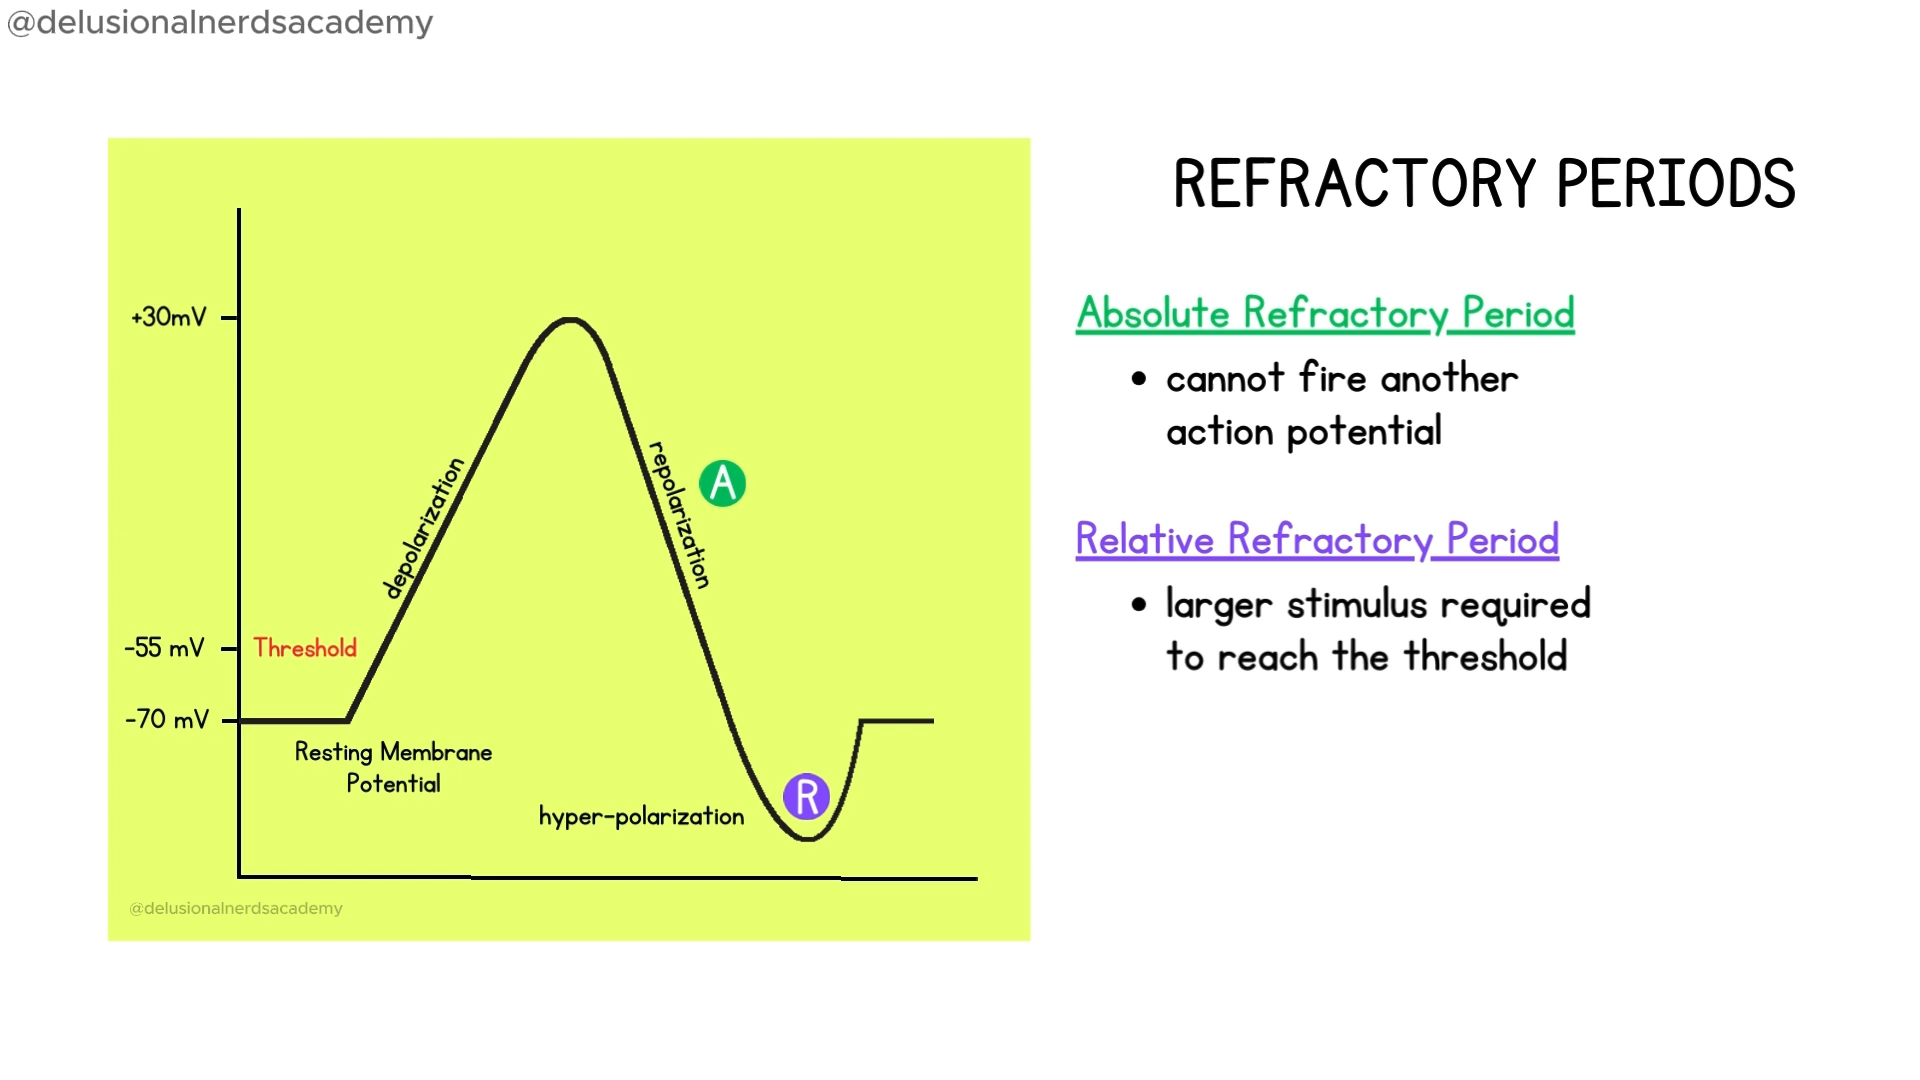 @delusionalnerdsacademy
REFRACTORY PERIODS
+30mV
depolarization
repolarization
A
-55 mV
Threshold
-70 mV
Resting Membrane
Potential
hyper-polarization
R
@delusionalnerdsacademy
Absolute Refractory Period
• cannot fire another
action potential
Relative Refractory Period
• larger stimulus required
to reach the threshold